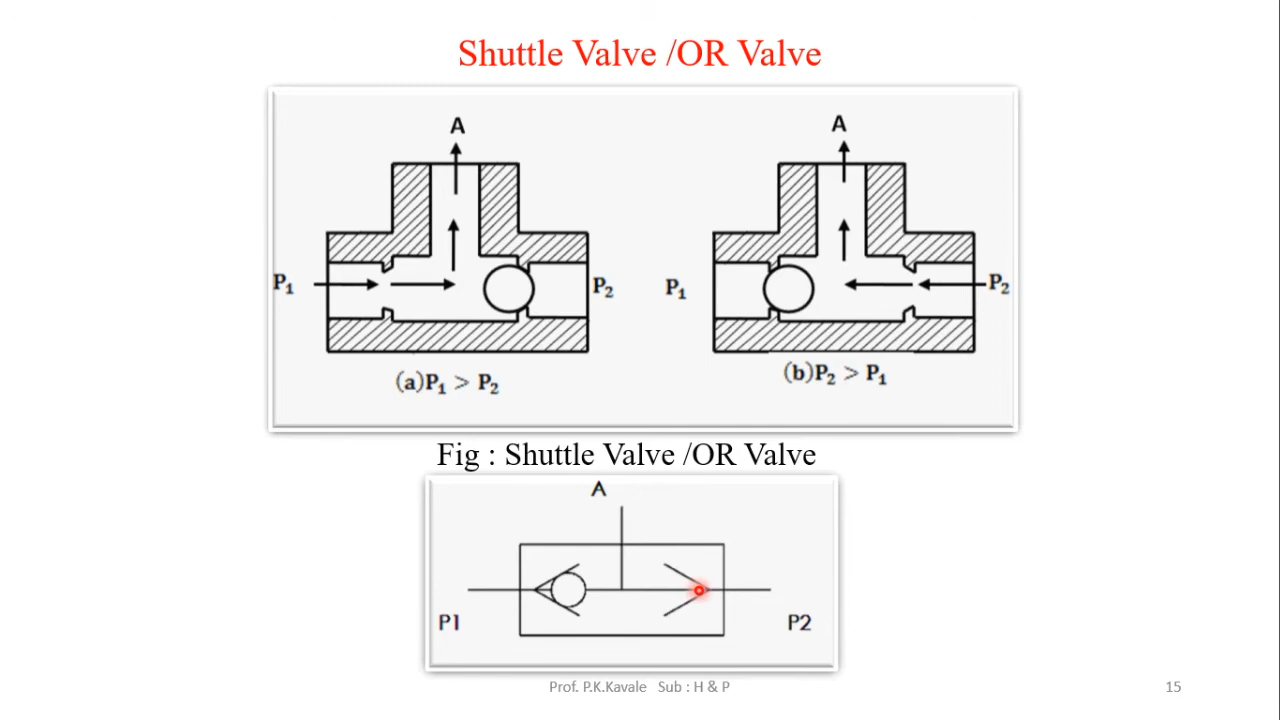 Shuttle Valve /OR Valve
A
A
P₁
P₂
P₁
P₂
(a)P₁ > P₂
(b)P₂ > P₁
Fig : Shuttle Valve /OR Valve
A
P1
P2
Prof. P.K.Kavale Sub : H & P
15